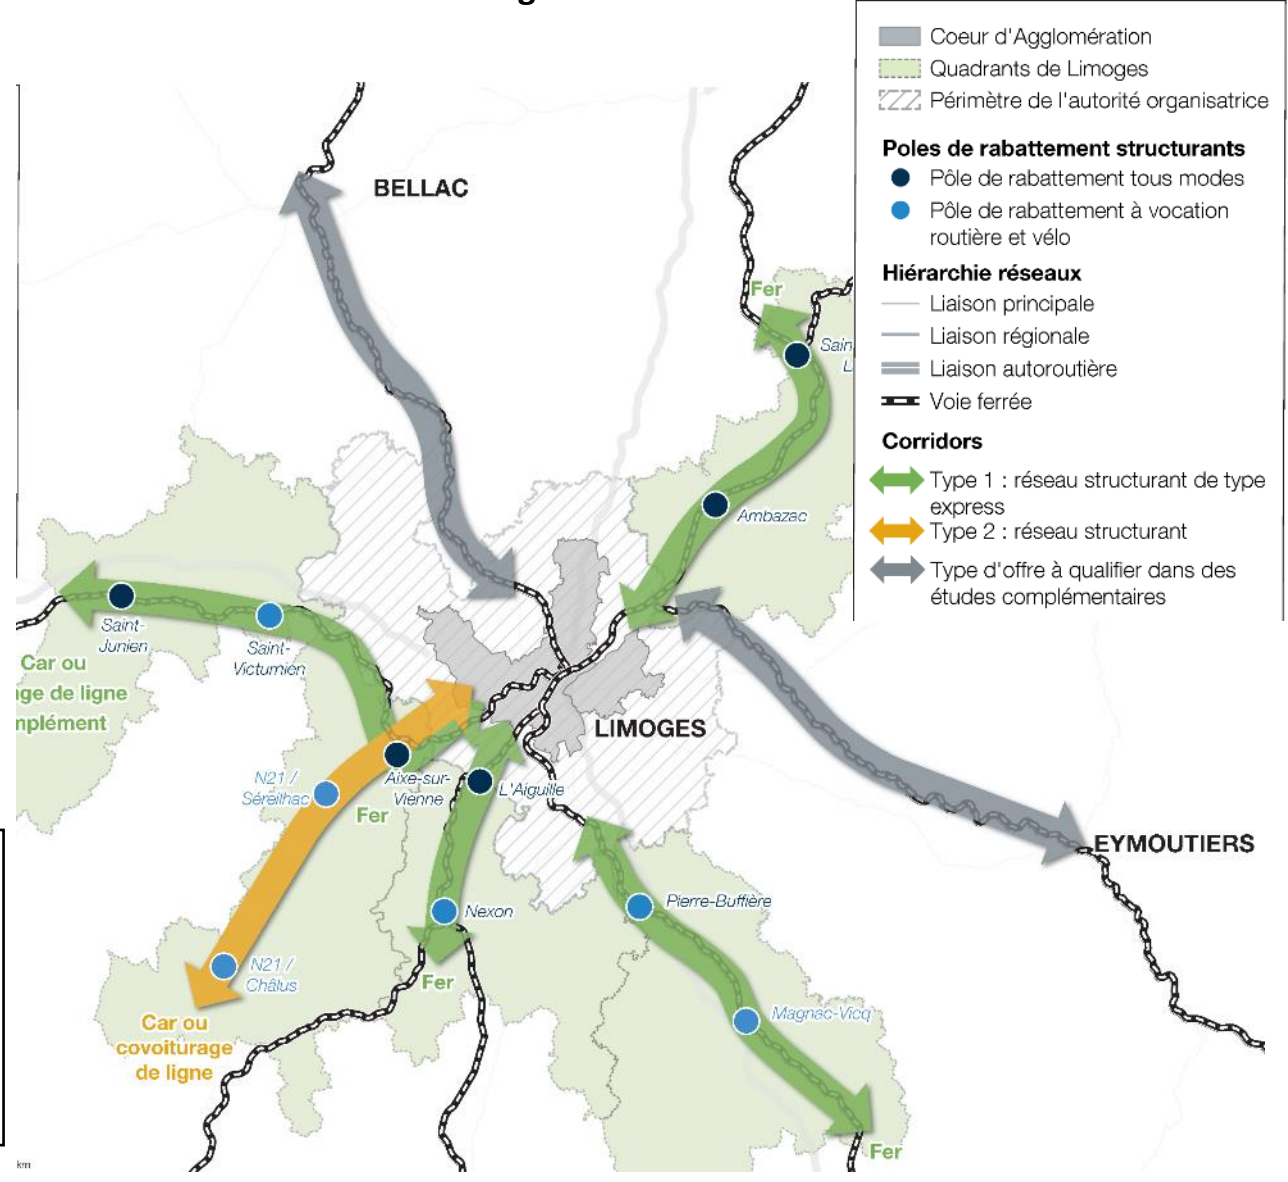 Coeur d'Agglomération
Quadrants de Limoges
Périmètre de l'autorité organisatrice
Poles de rabattement structurants
Pôle de rabattement tous modes
Pôle de rabattement à vocation
routière et vélo
Hiérarchie réseaux
Liaison principale
Liaison régionale
Liaison autoroutière
Voie ferrée
Corridors
Type 1 : réseau structurant de type
express
Type 2 : réseau structurant
Type d'offre à qualifier dans des
études complémentaires
BELLAC
Fer
Sain
L
Ambazac
Saint-
Junien
Saint-
Victurnien
Car ou
ge de ligne
mplément
LIMOGES
N21 /
Séreilhac
Aixe-sur-
Vienne
L'Aiguille
Fer
EYMOUTIERS
Nexon
Pierre-Buffière
N21 /
Châlus
Fer
Magnac-Vicq
Car ou
covoiturage
de ligne
Fer
km